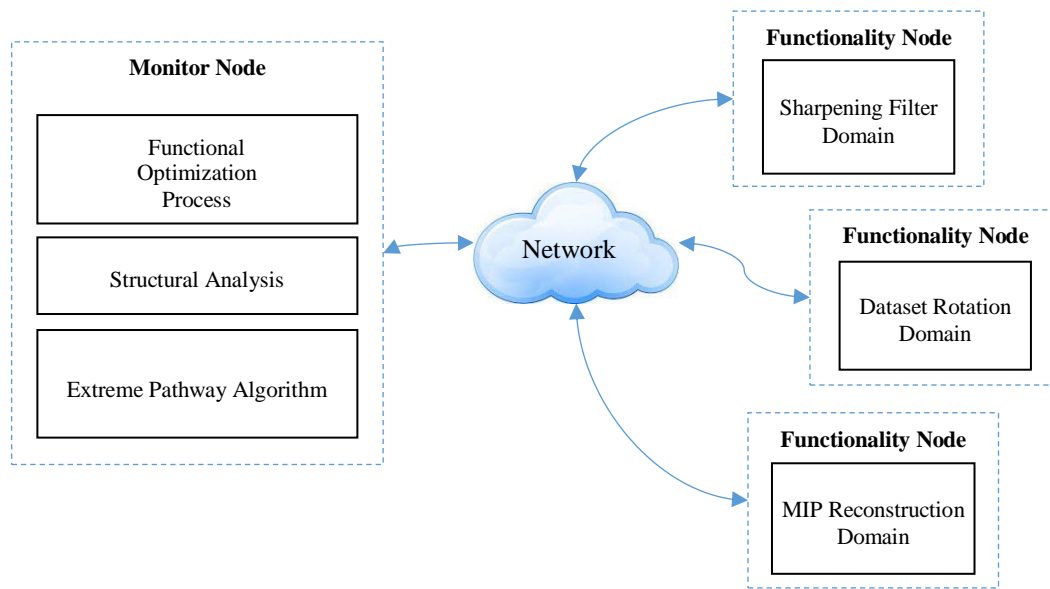 Monitor Node
Functional
Optimization
Process
Structural Analysis
Extreme Pathway Algorithm
Network
Functionality Node
Sharpening Filter
Domain
Functionality Node
Dataset Rotation
Domain
Functionality Node
MIP Reconstruction
Domain